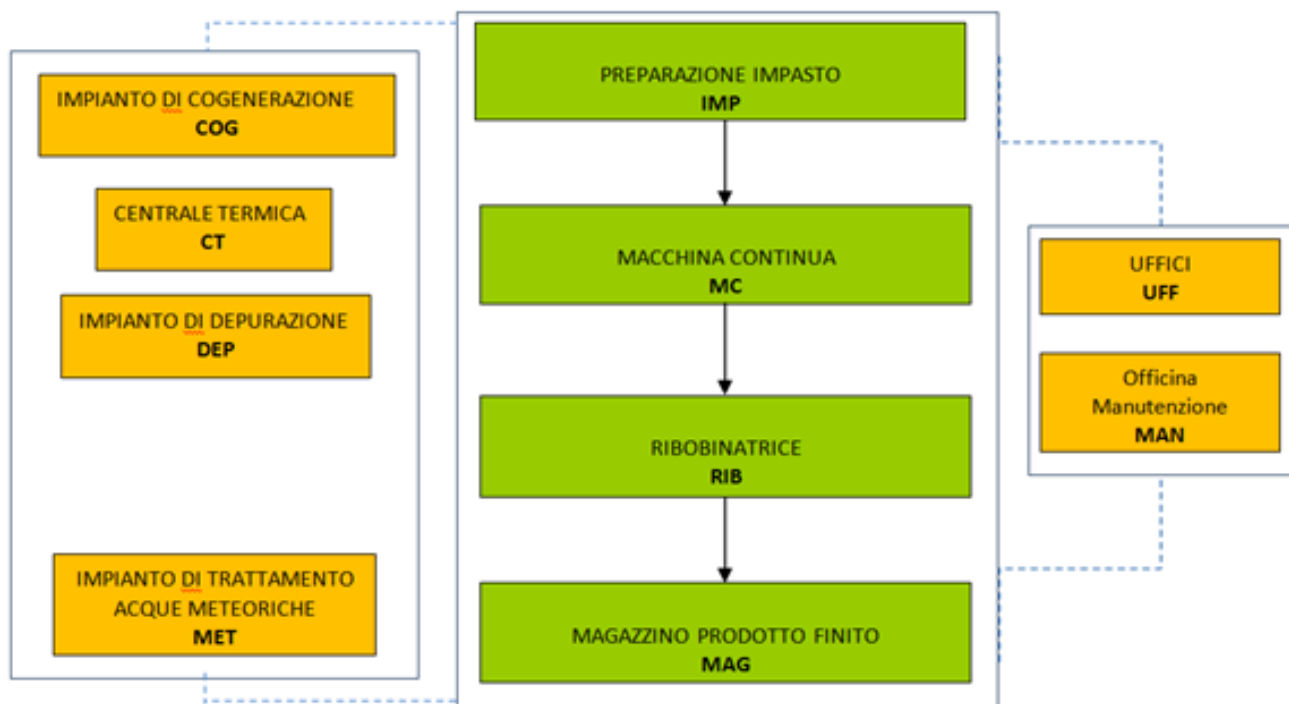 IMPIANTO DI COGENERAZIONE
COG
CENTRALE TERMICA
CT
IMPIANTO DI DEPURAZIONE
DEP
IMPIANTO DI TRATTAMENTO
ACQUE METEORICHE
MET
PREPARAZIONE IMPASTO
IMP
MACCHINA CONTINUA
MC
RIBOBINATRICE
RIB
MAGAZZINO PRODOTTO FINITO
MAG
UFFICI
UFF
Officina
Manutenzione
MAN